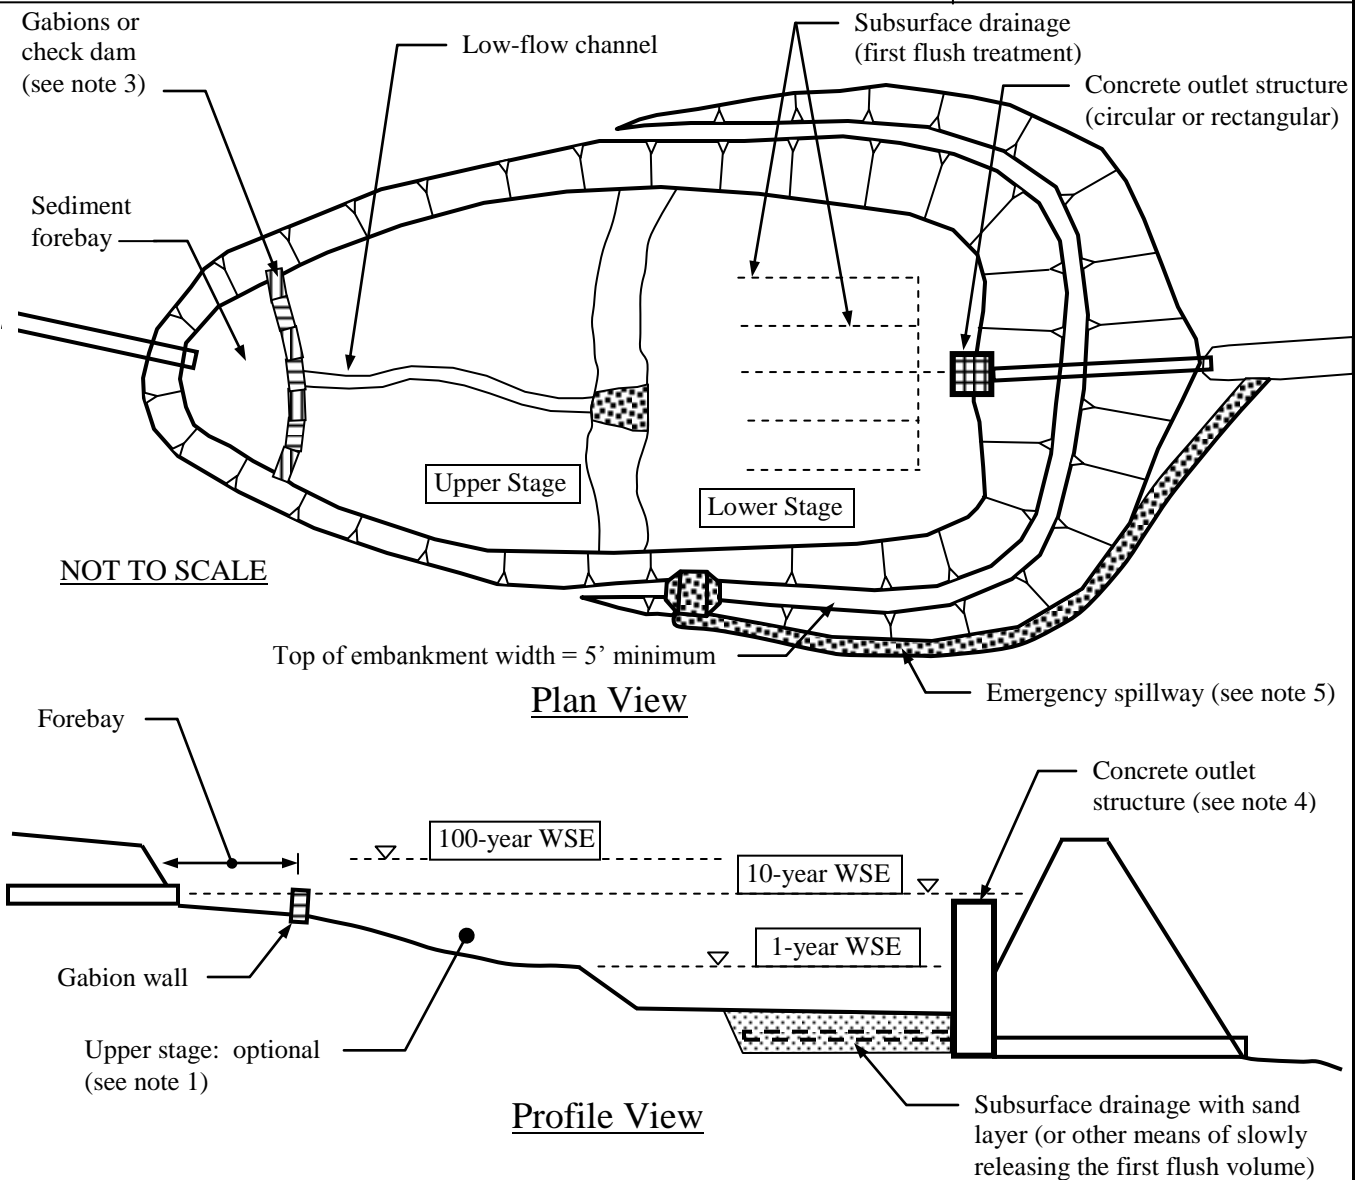 Gabions or
check dam
(see note 3)
Low-flow channel
Subsurface drainage
(first flush treatment)
Concrete outlet structure
(circular or rectangular)
Sediment
forebay
Upper Stage
Lower Stage
NOT TO SCALE
Top of embankment width = 5’ minimum
Plan View
Emergency spillway (see note 5)
Forebay
Concrete outlet
structure (see note 4)
100-year WSE
10-year WSE
1-year WSE
Gabion wall
Upper stage: optional
(see note 1)
Profile View
Subsurface drainage with sand
layer (or other means of slowly
releasing the first flush volume)